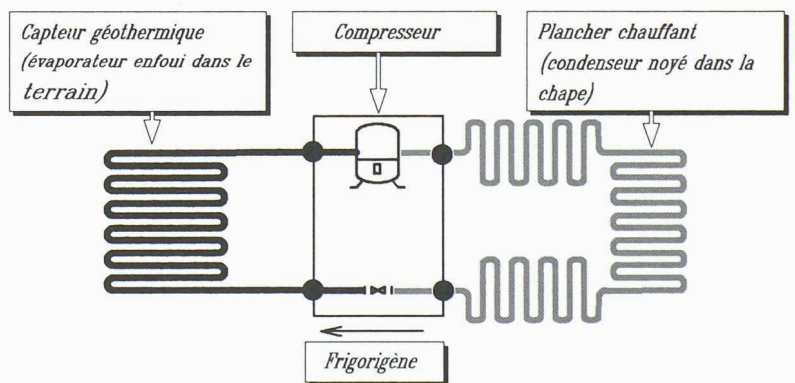 Capteur géothermique
(évaporateur enfoui dans le
terrain)
Compresseur
Plancher chauffant
(condenseur noyé dans la
chape)
Frigorigène